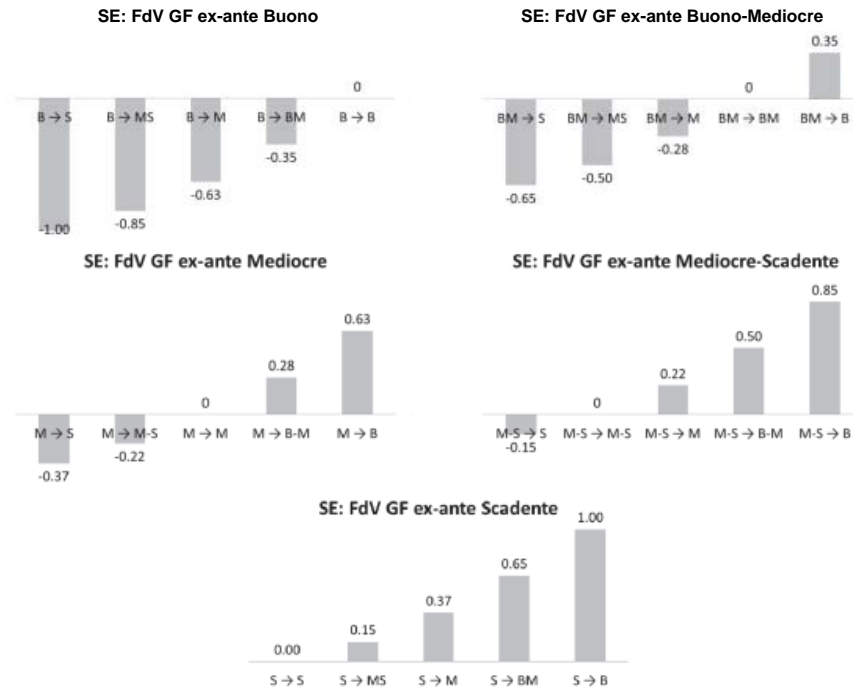 SE: FdV GF ex-ante Buono
0
B → S B → MS B → M B → BM B → B
-0.35
-0.63
-0.85
-1.00
SE: FdV GF ex-ante Buono-Mediocre
0.35
0
BM → S BM → MS BM → M BM → BM BM → B
-0.28
-0.50
-0.65
SE: FdV GF ex-ante Mediocre
0.63
0.28
0
M → S M → M-S M → M M → B-M M → B
-0.22
-0.37
SE: FdV GF ex-ante Mediocre-Scadente
0.85
0.50
0.22
0
M-S → S M-S → M-S M-S → M M-S → B-M M-S → B
-0.15
SE: FdV GF ex-ante Scadente
1.00
0.65
0.37
0.15
0.00
S → S S → MS S → M S → BM S → B